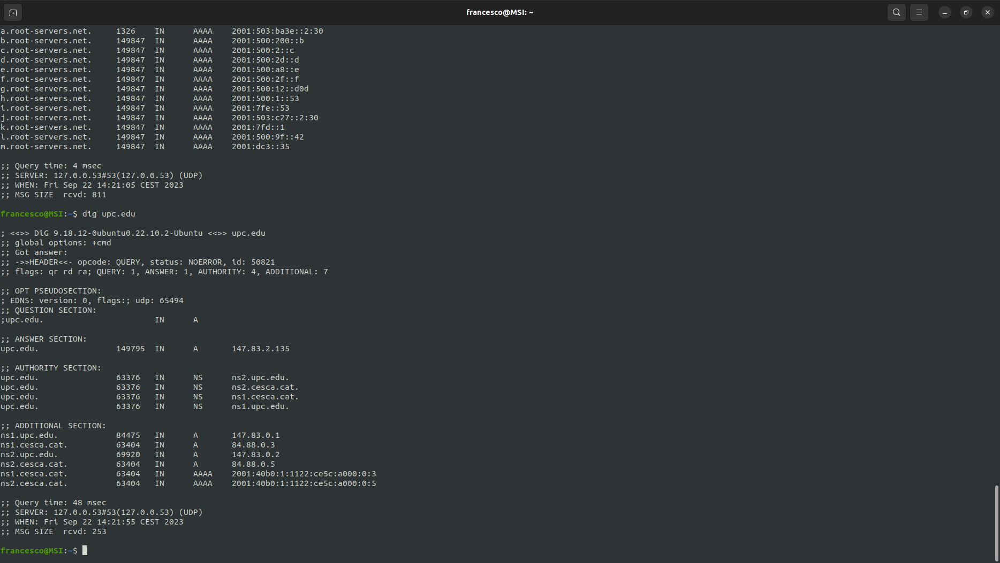 francesco@MSI: ~
a.root-servers.net. 1326 IN AAAA 2001:503:ba3e::2:30
b.root-servers.net. 149847 IN AAAA 2001:500:200::b
c.root-servers.net. 149847 IN AAAA 2001:500:2::c
d.root-servers.net. 149847 IN AAAA 2001:500:2d::d
e.root-servers.net. 149847 IN AAAA 2001:500:a8::e
f.root-servers.net. 149847 IN AAAA 2001:500:2f::f
g.root-servers.net. 149847 IN AAAA 2001:500:12::d0d
h.root-servers.net. 149847 IN AAAA 2001:500:1::53
i.root-servers.net. 149847 IN AAAA 2001:7fe::53
j.root-servers.net. 149847 IN AAAA 2001:503:c27::2:30
k.root-servers.net. 149847 IN AAAA 2001:7fd::1
l.root-servers.net. 149847 IN AAAA 2001:500:9f::42
m.root-servers.net. 149847 IN AAAA 2001:dc3::35
;; Query time: 4 msec
;; SERVER: 127.0.0.53#53(127.0.0.53) (UDP)
;; WHEN: Fri Sep 22 14:21:05 CEST 2023
;; MSG SIZE  rcvd: 811
francesco@MSI:~$ dig upc.edu
; <<>> DiG 9.18.12-0ubuntu0.22.10.2-Ubuntu <<>> upc.edu
;; global options: +cmd
;; Got answer:
;; ->>HEADER<<- opcode: QUERY, status: NOERROR, id: 50821
;; flags: qr rd ra; QUERY: 1, ANSWER: 1, AUTHORITY: 4, ADDITIONAL: 7
;; OPT PSEUDOSECTION:
; EDNS: version: 0, flags:; udp: 65494
;; QUESTION SECTION:
;upc.edu. IN A
;; ANSWER SECTION:
upc.edu. 149795 IN A 147.83.2.135
;; AUTHORITY SECTION:
upc.edu. 63376 IN NS ns2.upc.edu.
upc.edu. 63376 IN NS ns2.cesca.cat.
upc.edu. 63376 IN NS ns1.cesca.cat.
upc.edu. 63376 IN NS ns1.upc.edu.
;; ADDITIONAL SECTION:
ns1.upc.edu. 84475 IN A 147.83.0.1
ns1.cesca.cat. 63404 IN A 84.88.0.3
ns2.upc.edu. 69920 IN A 147.83.0.2
ns2.cesca.cat. 63404 IN A 84.88.0.5
ns1.cesca.cat. 63404 IN AAAA 2001:40b0:1:1122:ce5c:a000:0:3
ns2.cesca.cat. 63404 IN AAAA 2001:40b0:1:1122:ce5c:a000:0:5
;; Query time: 48 msec
;; SERVER: 127.0.0.53#53(127.0.0.53) (UDP)
;; WHEN: Fri Sep 22 14:21:55 CEST 2023
;; MSG SIZE  rcvd: 253
francesco@MSI:~$